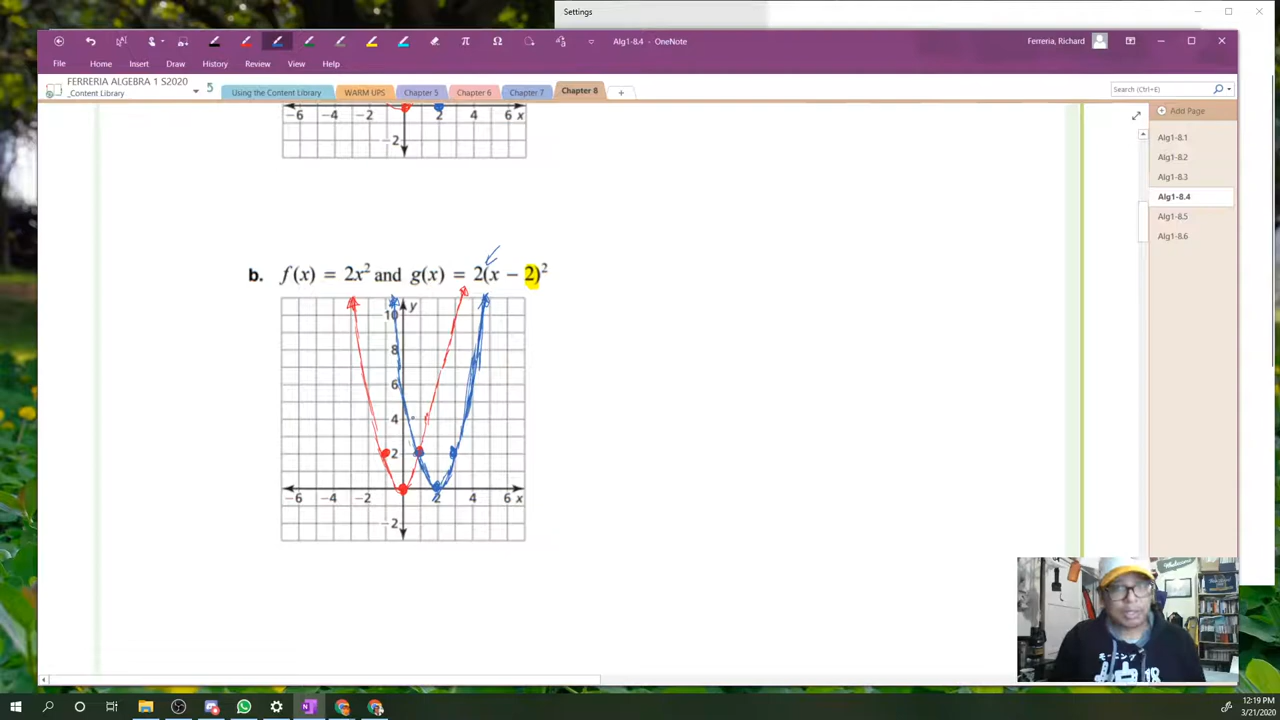 Settings
Alg1-8.4 - OneNote
Ferreria, Richard
File Home Insert Draw History Review View Help
FERRERIA ALGEBRA 1 S2020
_Content Library
Using the Content Library
WARM UPS
Chapter 5
Chapter 6
Chapter 7
Chapter 8
Search (Ctrl+E)
Add Page
Alg1-8.1
Alg1-8.2
Alg1-8.3
Alg1-8.4
Alg1-8.5
Alg1-8.6
−6 −4 −2 2 4 6 x
−2
b. f(x) = 2x² and g(x) = 2(x − 2)²
y
10
8
6
4
2
−6 −4 −2 2 4 6 x
−2
12:19 PM
3/21/2020